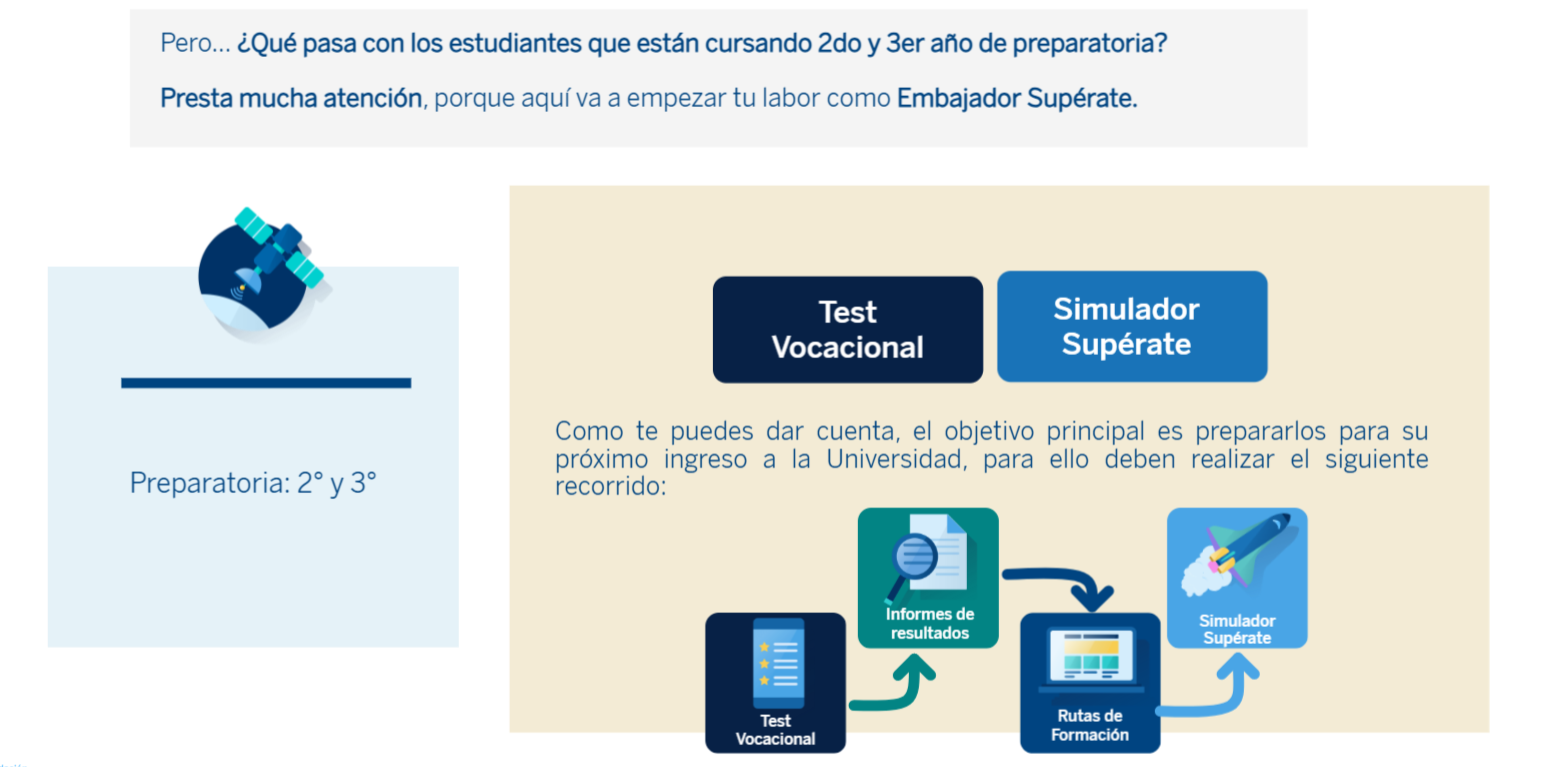 Pero... ¿Qué pasa con los estudiantes que están cursando 2do y 3er año de preparatoria?
Presta mucha atención, porque aquí va a empezar tu labor como Embajador Supérate.
Preparatoria: 2° y 3°
Test
Vocacional
Simulador
Supérate
Como te puedes dar cuenta, el objetivo principal es prepararlos para su
próximo ingreso a la Universidad, para ello deben realizar el siguiente
recorrido:
Test
Vocacional
Informes de
resultados
Rutas de
Formación
Simulador
Supérate